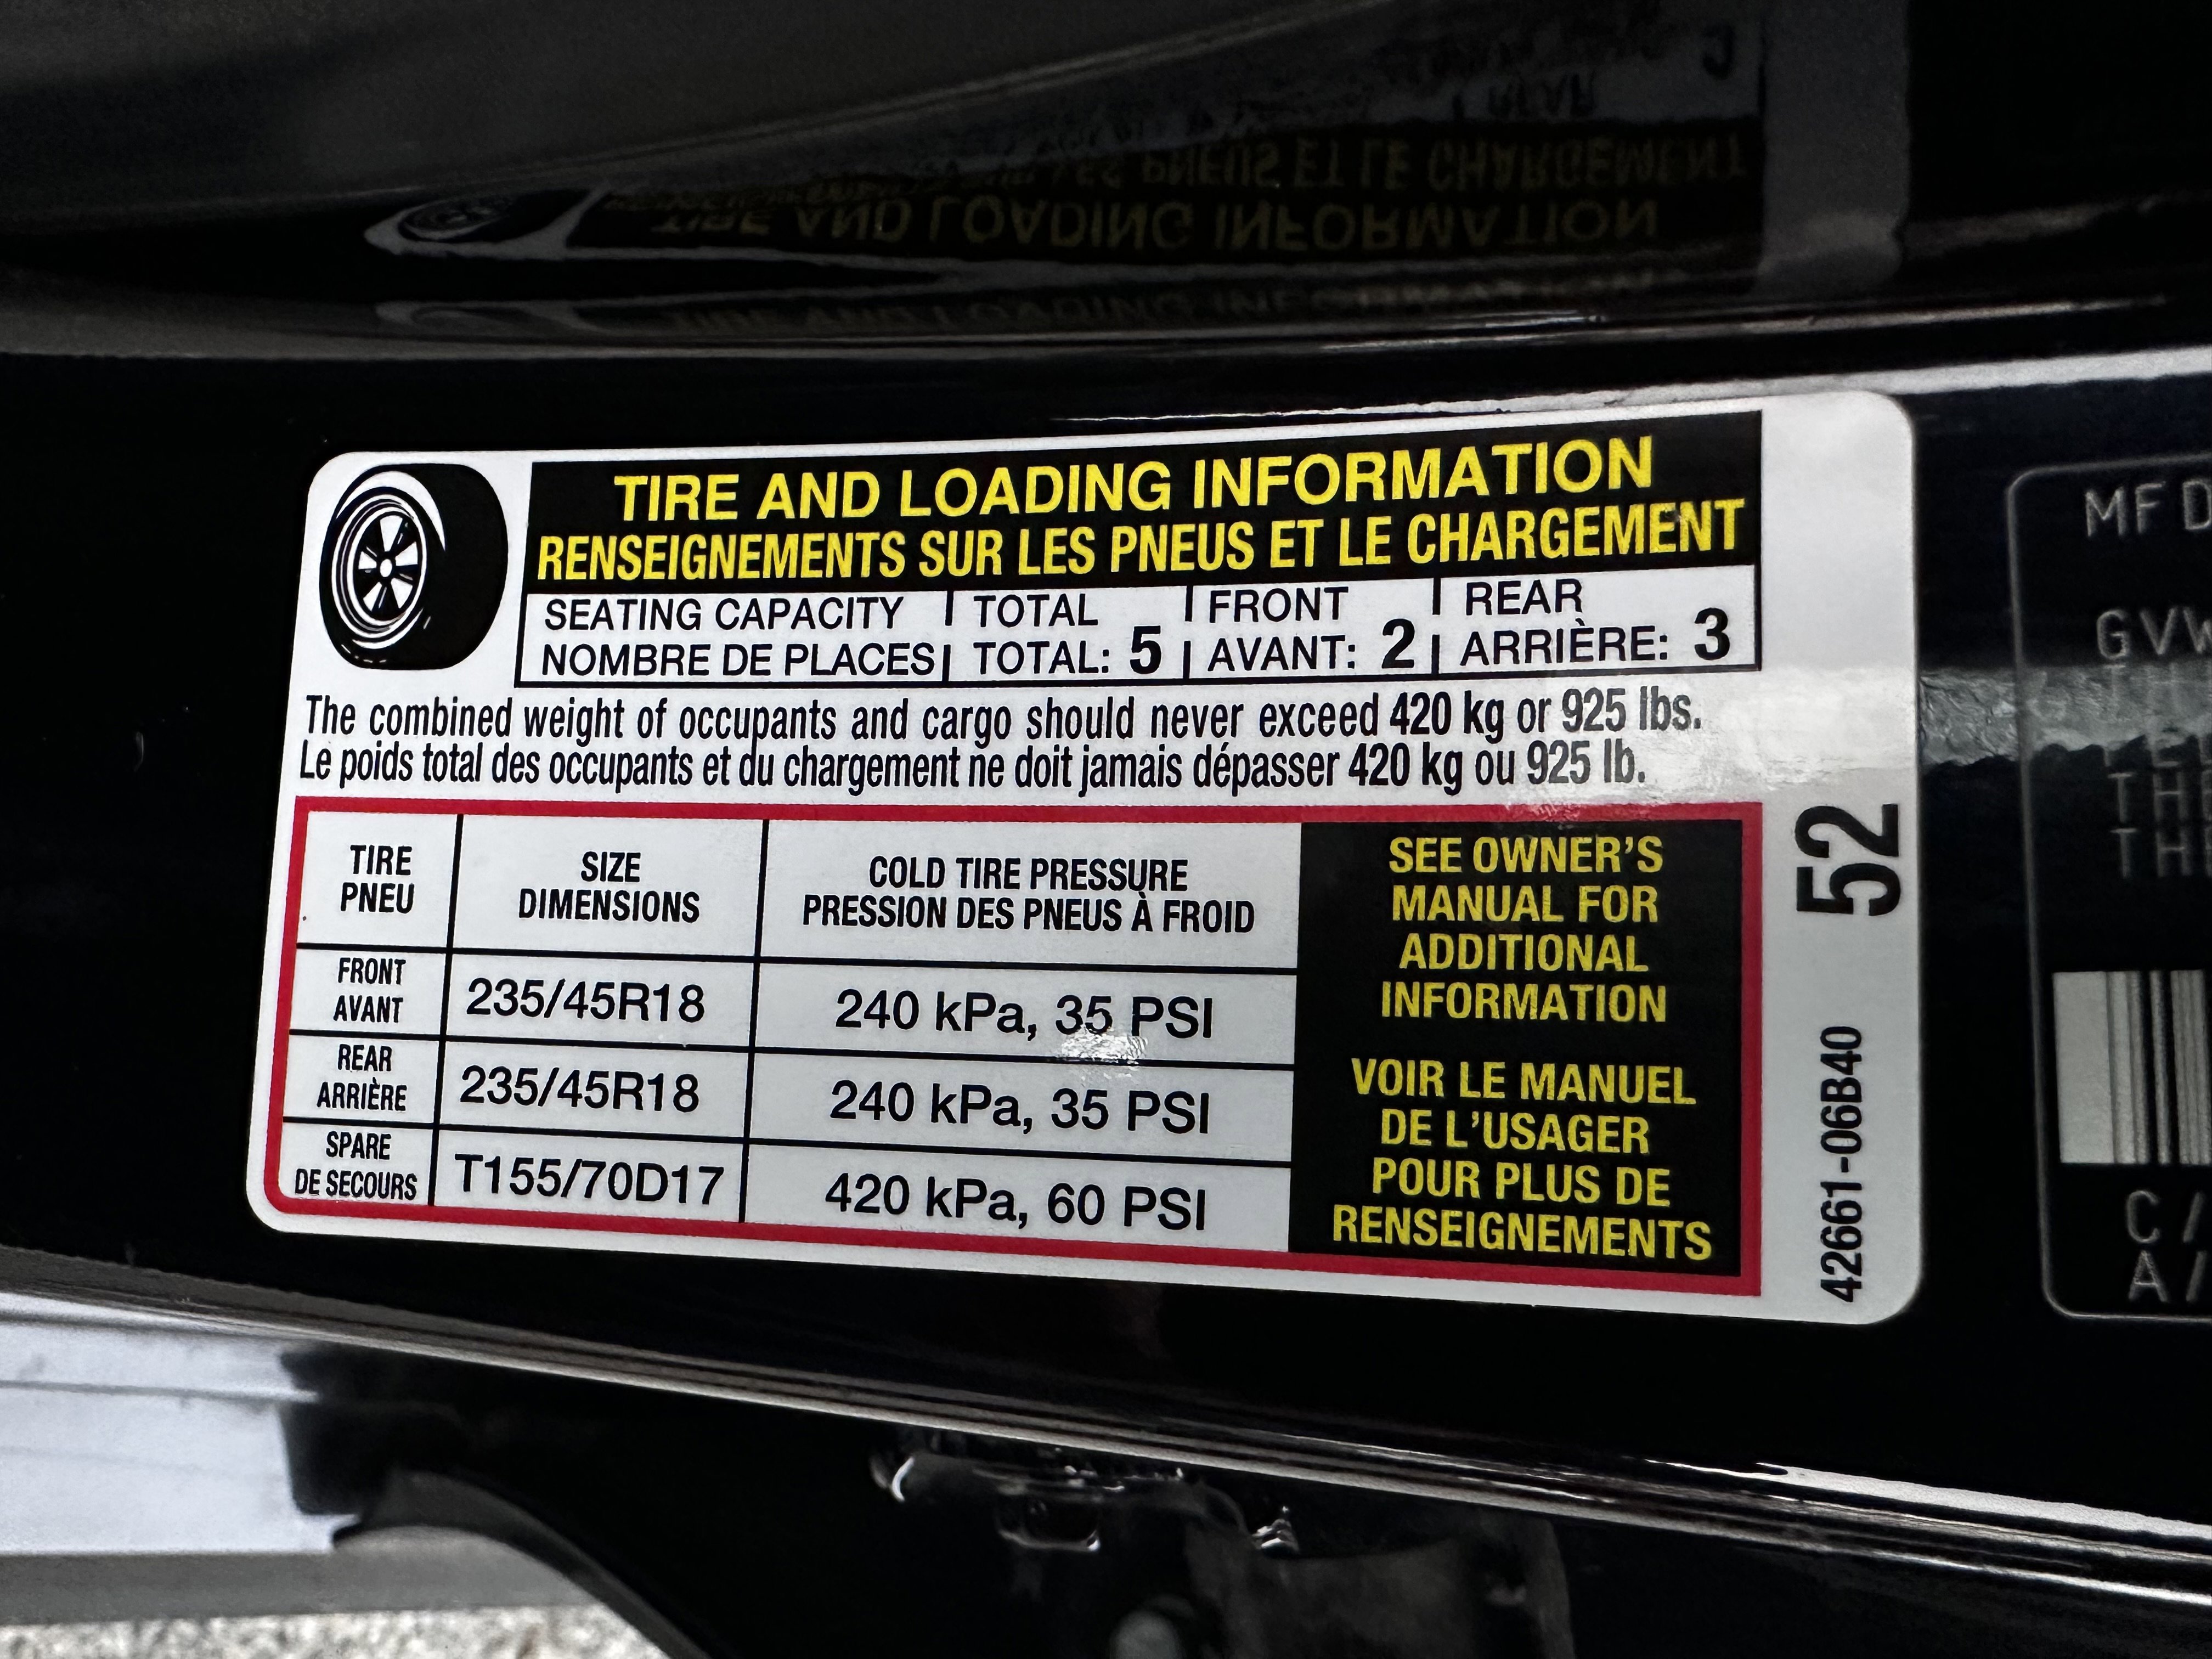 TIRE AND LOADING INFORMATION
RENSEIGNEMENTS SUR LES PNEUS ET LE CHARGEMENT
SEATING CAPACITY | TOTAL | FRONT | REAR
NOMBRE DE PLACES | TOTAL: 5 | AVANT: 2 | ARRIÈRE: 3
The combined weight of occupants and cargo should never exceed 420 kg or 925 lbs.
Le poids total des occupants et du chargement ne doit jamais dépasser 420 kg ou 925 lb.
TIRE
PNEU
SIZE
DIMENSIONS
COLD TIRE PRESSURE
PRESSION DES PNEUS À FROID
FRONT
AVANT
235/45R18
240 kPa, 35 PSI
REAR
ARRIÈRE
235/45R18
240 kPa, 35 PSI
SPARE
DE SECOURS
T155/70D17
420 kPa, 60 PSI
SEE OWNER'S
MANUAL FOR
ADDITIONAL
INFORMATION
VOIR LE MANUEL
DE L'USAGER
POUR PLUS DE
RENSEIGNEMENTS
52
42661-06B40
MFD
GVW
TH
C/
A/